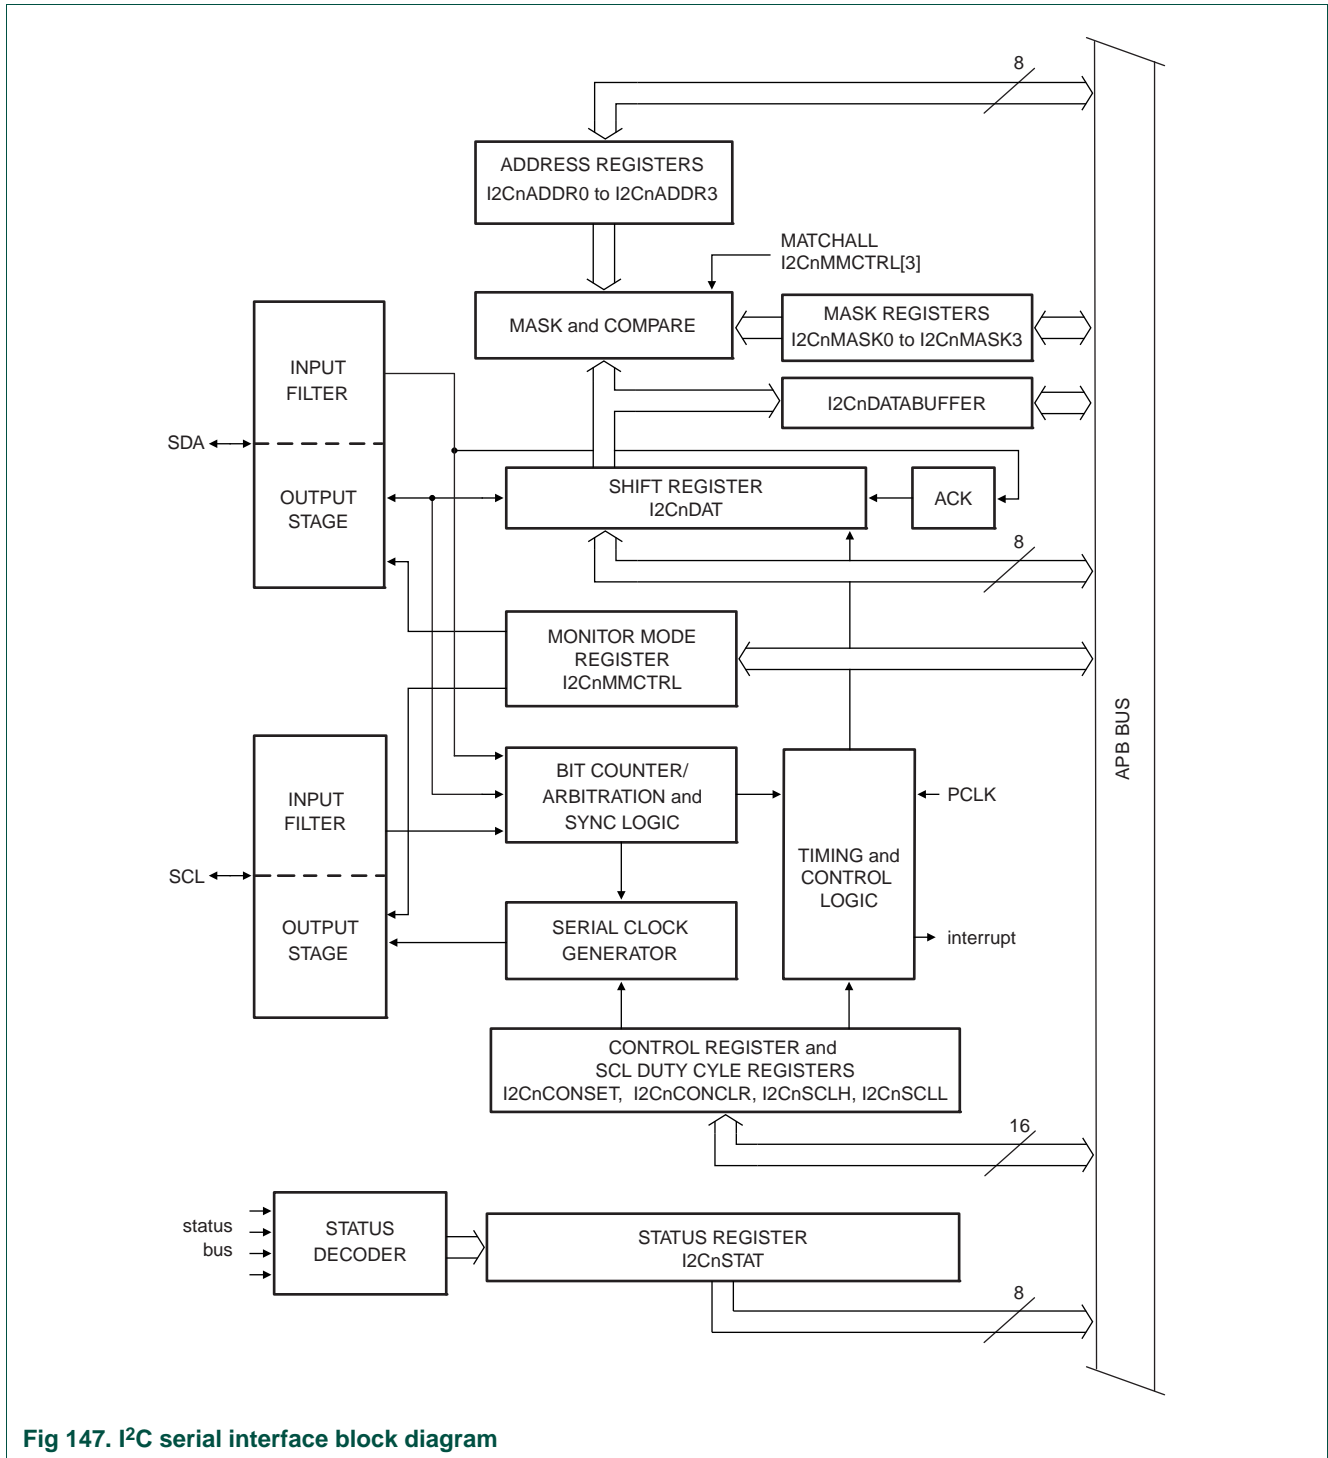 8
ADDRESS REGISTERS
I2CnADDR0 to I2CnADDR3
MATCHALL
I2CnMMCTRL[3]
MASK and COMPARE
MASK REGISTERS
I2CnMASK0 to I2CnMASK3
I2CnDATABUFFER
INPUT
FILTER
SDA
OUTPUT
STAGE
SHIFT REGISTER
I2CnDAT
ACK
8
MONITOR MODE
REGISTER
I2CnMMCTRL
APB BUS
INPUT
FILTER
SCL
OUTPUT
STAGE
BIT COUNTER/
ARBITRATION and
SYNC LOGIC
PCLK
TIMING and
CONTROL
LOGIC
interrupt
SERIAL CLOCK
GENERATOR
CONTROL REGISTER and
SCL DUTY CYLE REGISTERS
I2CnCONSET, I2CnCONCLR, I2CnSCLH, I2CnSCLL
16
status
bus
STATUS
DECODER
STATUS REGISTER
I2CnSTAT
8
Fig 147. I²C serial interface block diagram